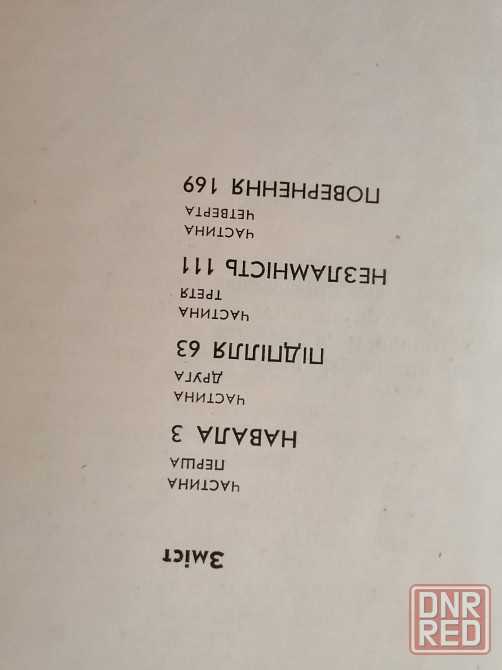 Зміст
ЧАСТИНА
ПЕРША
НАВАЛА 3
ЧАСТИНА
ДРУГА
ПІДПІЛЛЯ 63
ЧАСТИНА
ТРЕТЯ
НЕЗЛАМНІСТЬ 111
ЧАСТИНА
ЧЕТВЕРТА
ПОВЕРНЕННЯ 169
DNR
RED